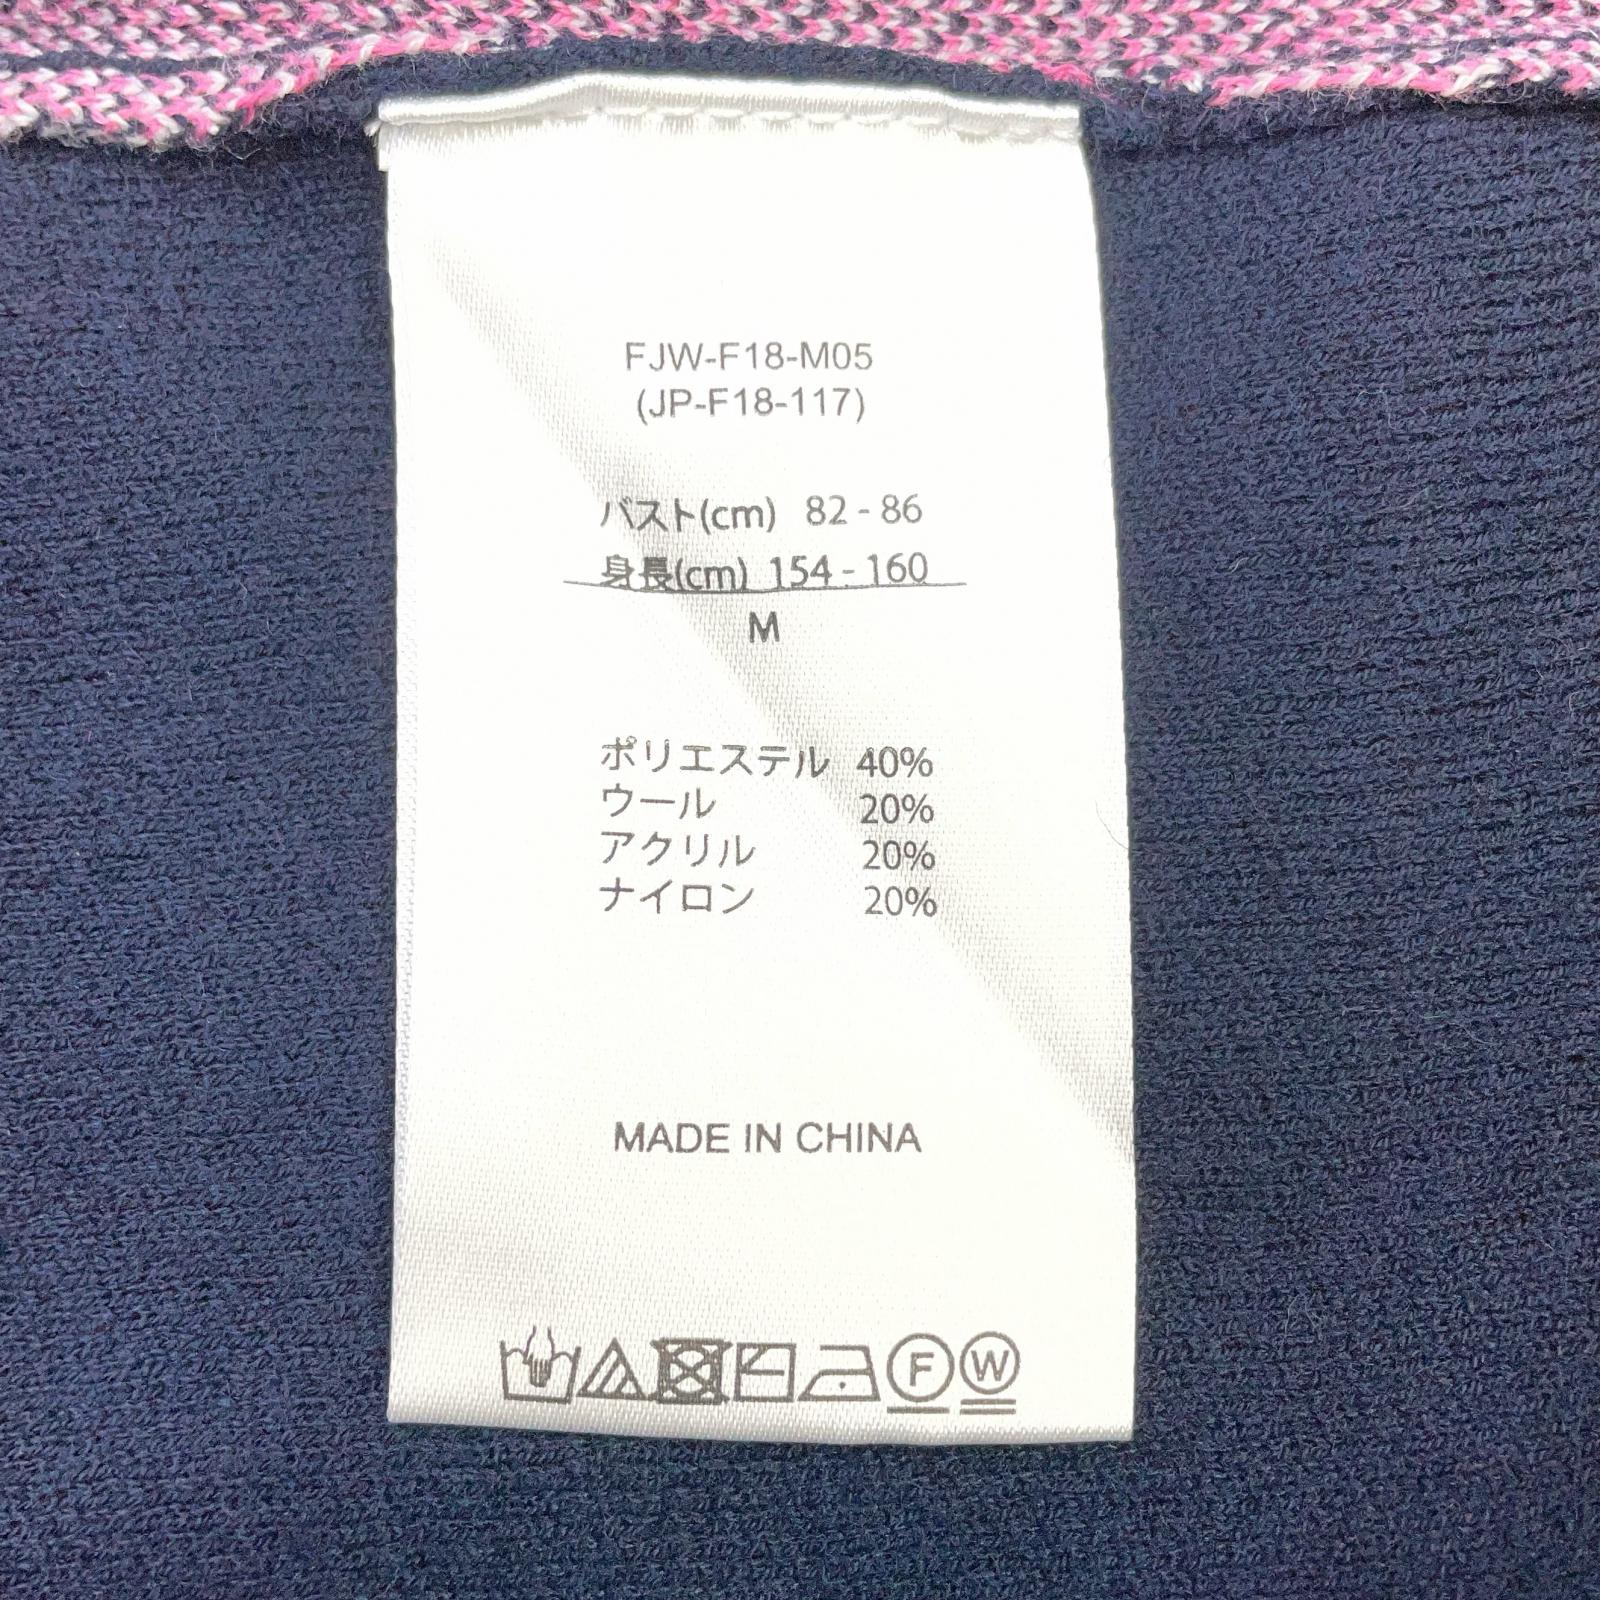 FJW-F18-M05
(JP-F18-117)
バスト(cm) 82 - 86
身長(cm) 154 - 160
M
ポリエステル 40%
ウール 20%
アクリル 20%
ナイロン 20%
MADE IN CHINA
F W